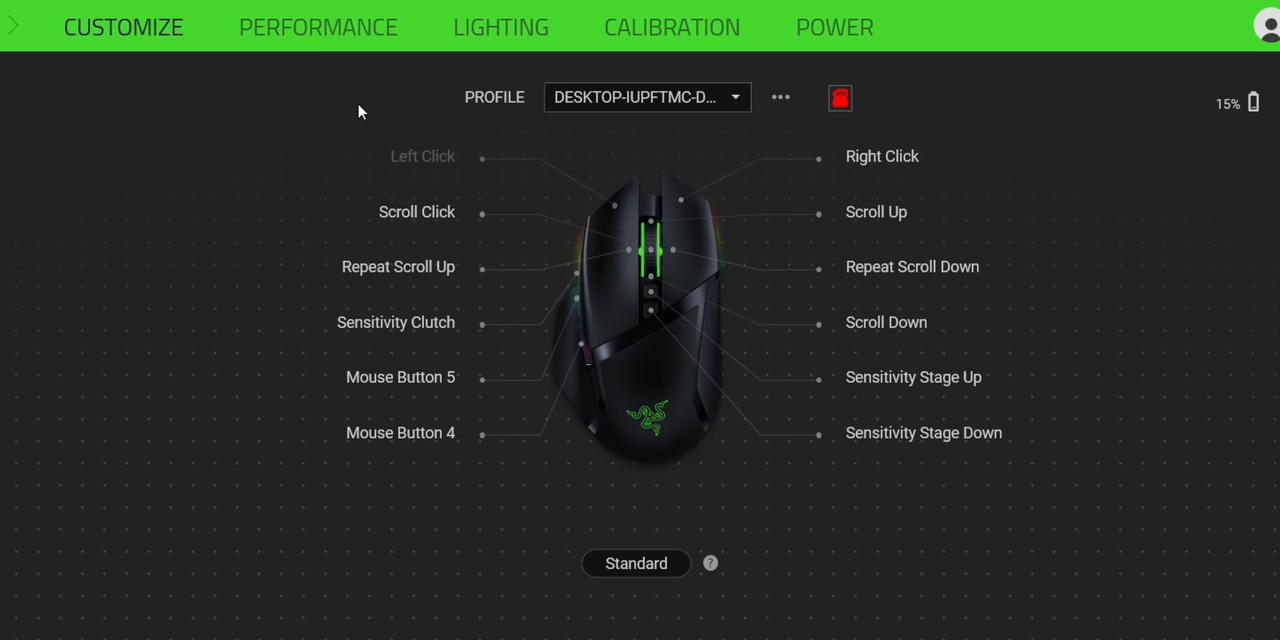 CUSTOMIZE PERFORMANCE LIGHTING CALIBRATION POWER
PROFILE DESKTOP-IUPFTMC-D...
15%
Left Click Right Click
Scroll Click Scroll Up
Repeat Scroll Up Repeat Scroll Down
Sensitivity Clutch Scroll Down
Mouse Button 5 Sensitivity Stage Up
Mouse Button 4 Sensitivity Stage Down
Standard ?